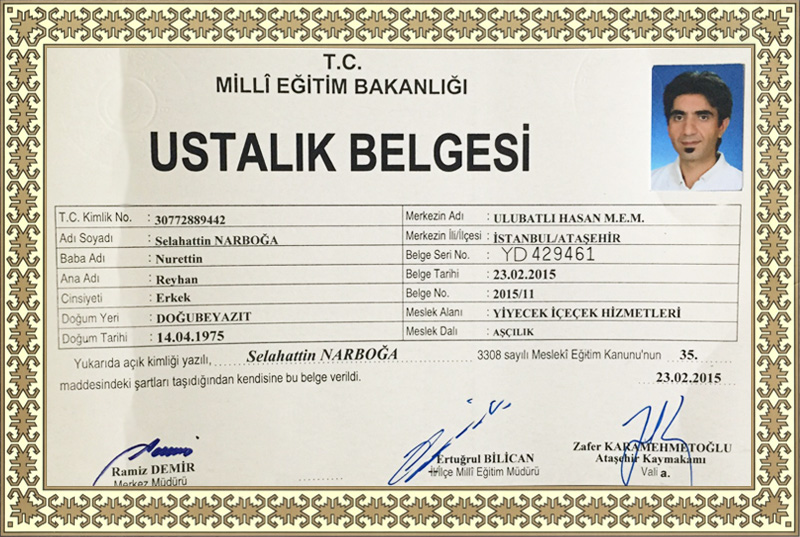 T.C.
MİLLÎ EĞİTİM BAKANLIĞI
USTALIK BELGESİ
T.C. Kimlik No. : 30772889442
Adı Soyadı : Selahattin NARBOĞA
Baba Adı : Nurettin
Ana Adı : Reyhan
Cinsiyeti : Erkek
Doğum Yeri : DOĞUBEYAZIT
Doğum Tarihi : 14.04.1975
Merkezin Adı : ULUBATLI HASAN M.E.M.
Merkezin İli/İlçesi : İSTANBUL/ATAŞEHİR
Belge Seri No. : YD 429461
Belge Tarihi : 23.02.2015
Belge No. : 2015/11
Meslek Alanı : YİYECEK İÇEÇEK HİZMETLERİ
Meslek Dalı : AŞÇILIK
Yukarıda açık kimliği yazılı, Selahattin NARBOĞA 3308 sayılı Meslekî Eğitim Kanunu'nun 35.
maddesindeki şartları taşıdığından kendisine bu belge verildi.
23.02.2015
Ramiz DEMİR
Merkez Müdürü
Ertuğrul BİLİCAN
İl/İlçe Millî Eğitim Müdürü
Zafer KARAMEHMETOĞLU
Ataşehir Kaymakamı
Vali a.